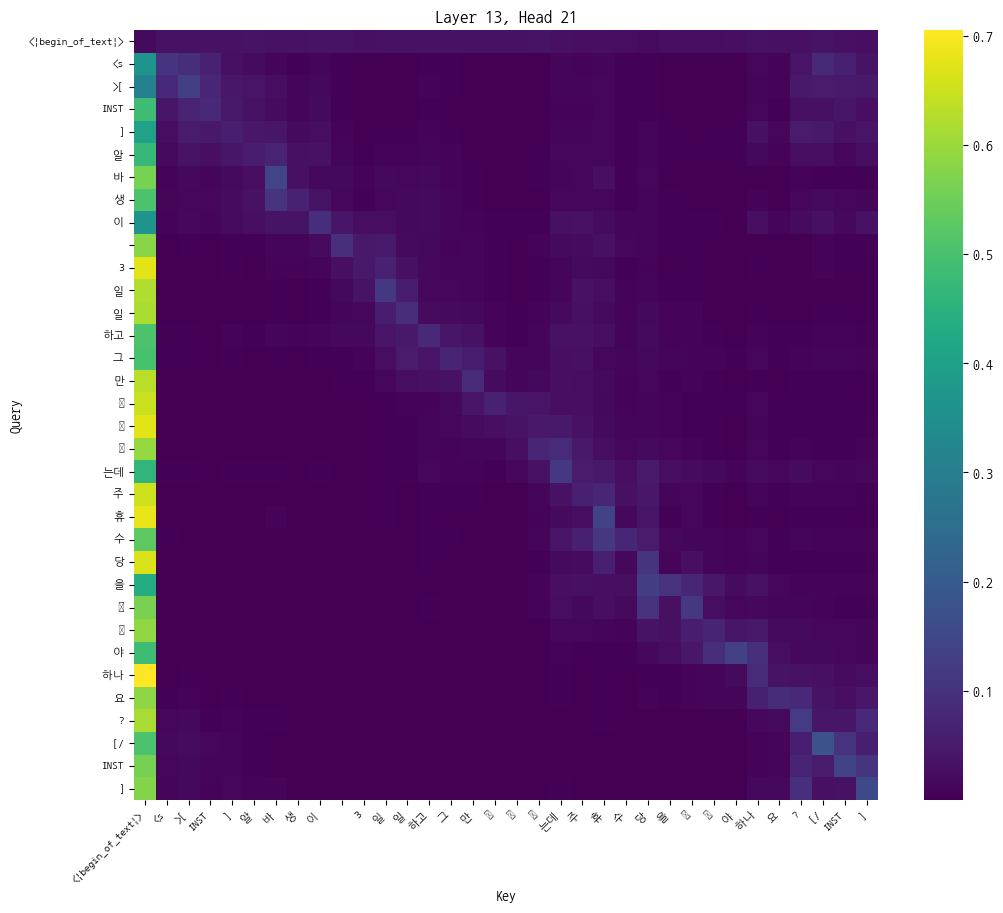 Layer 13, Head 21
Query
<|begin_of_text|>
<s
>[
INST
]
알
바
생
이
3
일
일
하고
그
만
는데
주
휴
수
당
을
야
하나
요
?
[/
INST
]
<|begin_of_text|>
<s
>[
INST
]
알
바
생
이
3
일
일
하고
그
만
는데
주
휴
수
당
을
야
하나
요
?
[/
INST
]
Key
0.7
0.6
0.5
0.4
0.3
0.2
0.1